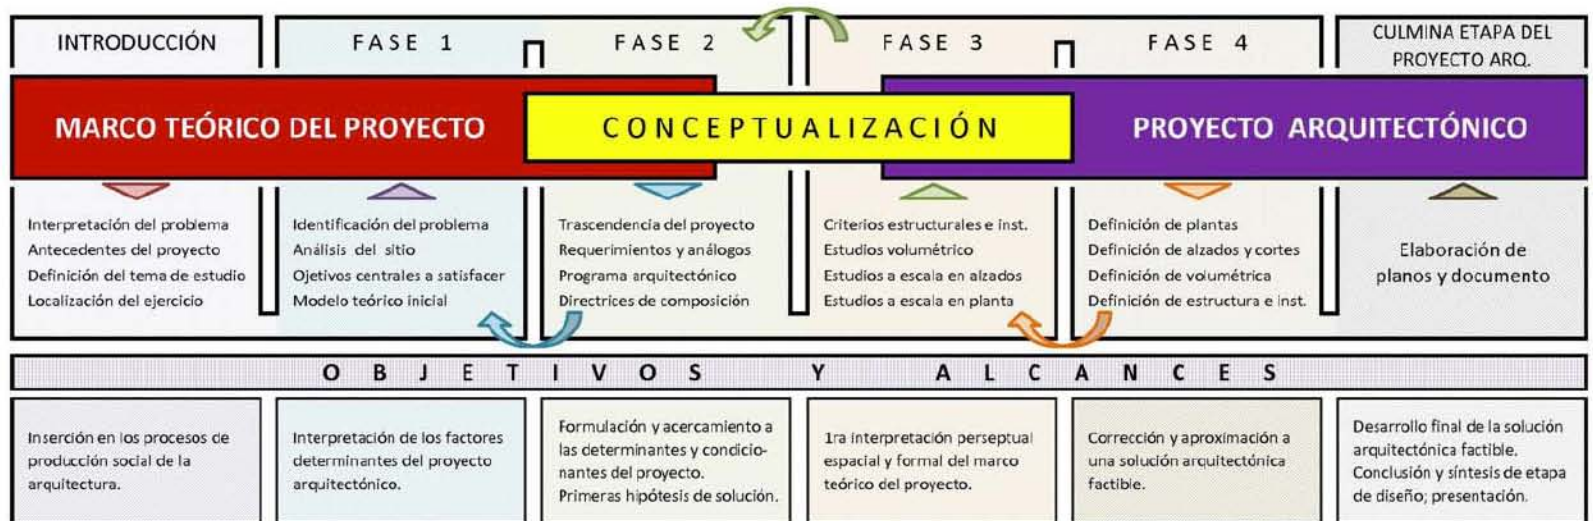 INTRODUCCIÓN
FASE 1
FASE 2
FASE 3
FASE 4
CULMINA ETAPA DEL
PROYECTO ARQ.
MARCO TEÓRICO DEL PROYECTO
CONCEPTUALIZACIÓN
PROYECTO ARQUITECTÓNICO
Interpretación del problema
Antecedentes del proyecto
Definición del tema de estudio
Localización del ejercicio
Identificación del problema
Análisis del sitio
Ojetivos centrales a satisfacer
Modelo teórico inicial
Trascendencia del proyecto
Requerimientos y análogos
Programa arquitectónico
Directrices de composición
Criterios estructurales e inst.
Estudios volumétrico
Estudios a escala en alzados
Estudios a escala en planta
Definición de plantas
Definición de alzados y cortes
Definición de volumétrica
Definición de estructura e inst.
Elaboración de
planos y documento
OBJETIVOS Y ALCANCES
Inserción en los procesos de
producción social de la
arquitectura.
Interpretación de los factores
determinantes del proyecto
arquitectónico.
Formulación y acercamiento a
las determinantes y condicio-
nantes del proyecto.
Primeras hipótesis de solución.
1ra interpretación perseptual
espacial y formal del marco
teórico del proyecto.
Corrección y aproximación a
una solución arquitectónica
factible.
Desarrollo final de la solución
arquitectónica factible.
Conclusión y síntesis de etapa
de diseño; presentación.